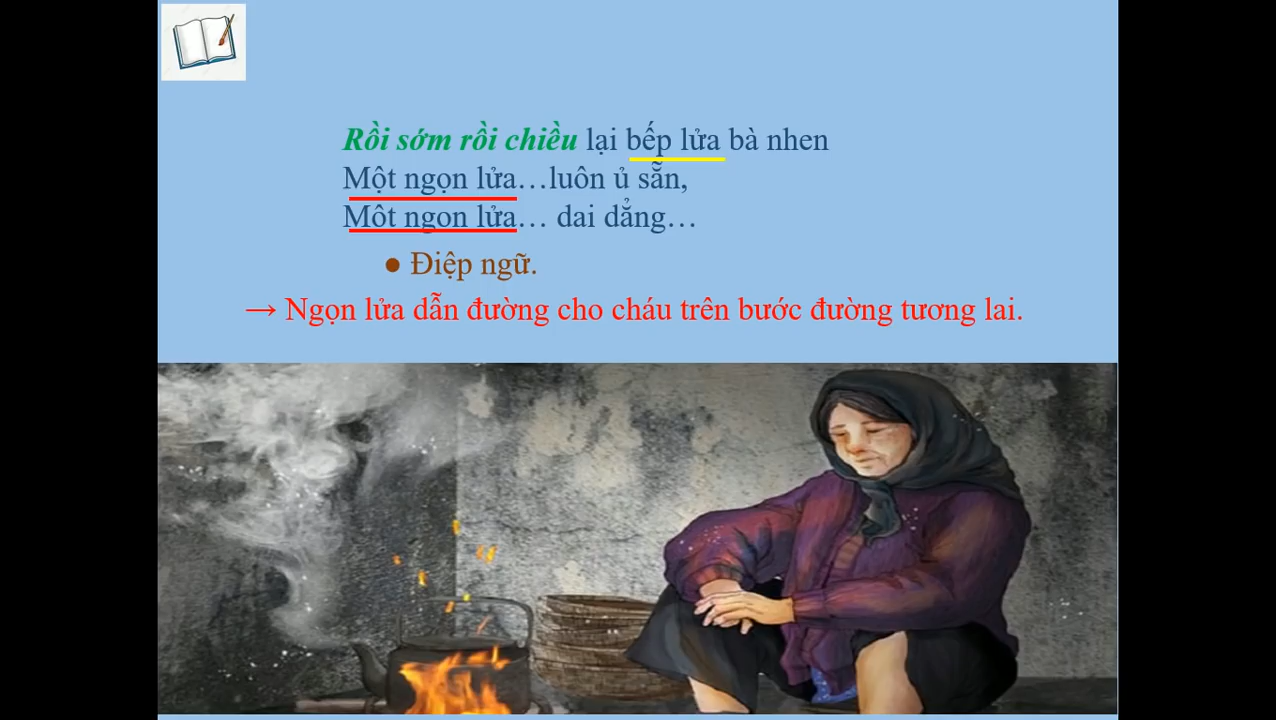 Rồi sớm rồi chiều lại bếp lửa bà nhen
Một ngọn lửa…luôn ủ sẵn,
Một ngọn lửa… dai dẳng…
● Điệp ngữ.
→ Ngọn lửa dẫn đường cho cháu trên bước đường tương lai.